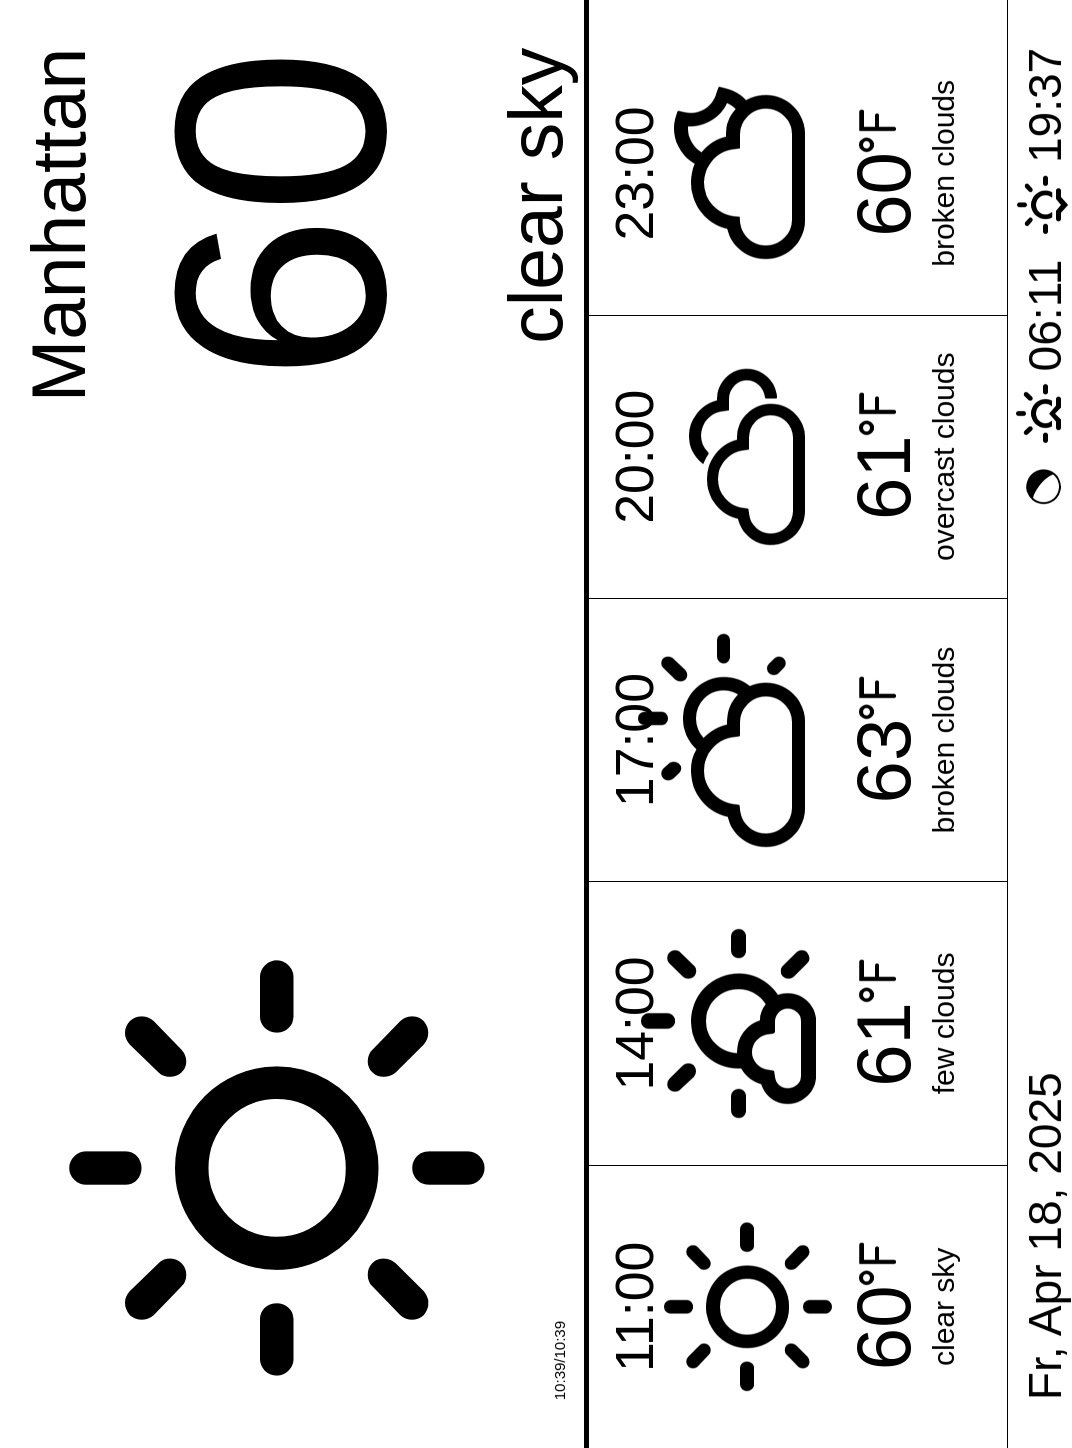 Manhattan
60
clear sky
10:39/10:39
11:00
60°F
clear sky
14:00
61°F
few clouds
17:00
63°F
broken clouds
20:00
61°F
overcast clouds
23:00
60°F
broken clouds
Fr, Apr 18, 2025
06:11 19:37